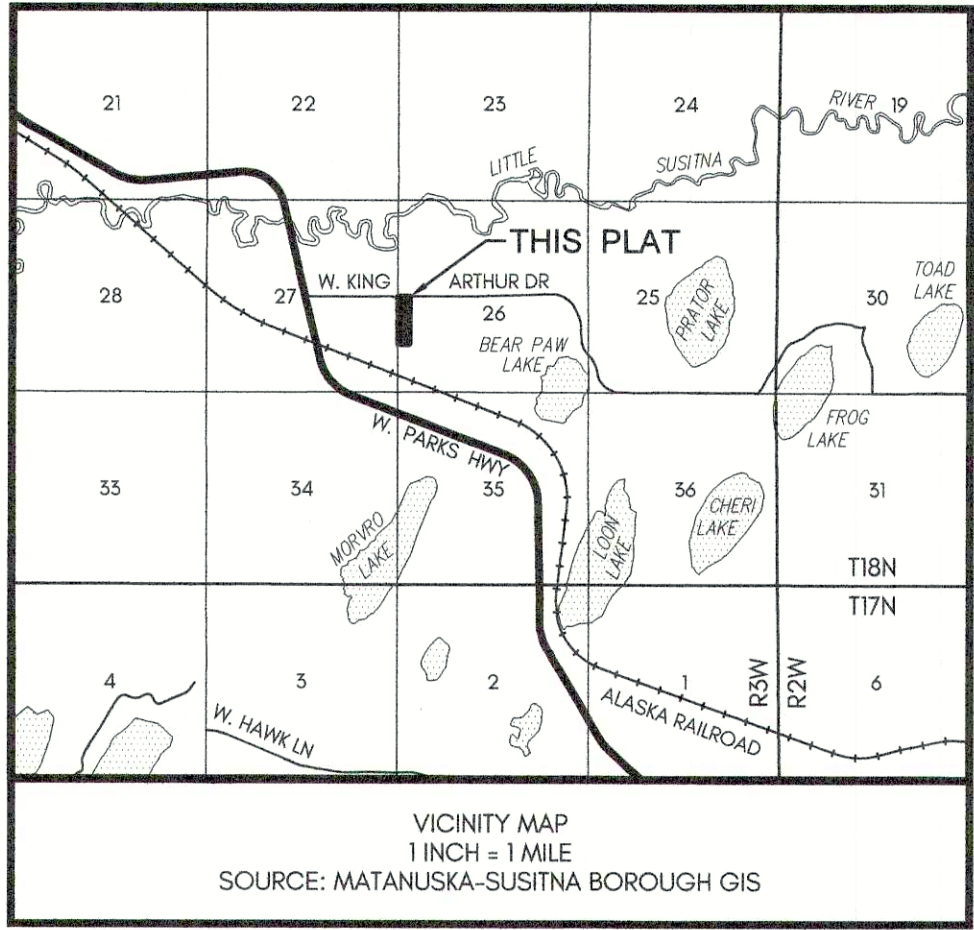 21
22
23
24
RIVER 19
LITTLE
SUSITNA
THIS PLAT
28
27
W. KING
ARTHUR DR
26
25
30
PRATOR
LAKE
TOAD
LAKE
BEAR PAW
LAKE
FROG
LAKE
W. PARKS HWY
33
34
35
36
31
MORVRO
LAKE
LOON
LAKE
CHERI
LAKE
T18N
T17N
4
3
2
1
6
R3W
R2W
W. HAWK LN
ALASKA RAILROAD
VICINITY MAP
1 INCH = 1 MILE
SOURCE: MATANUSKA-SUSITNA BOROUGH GIS